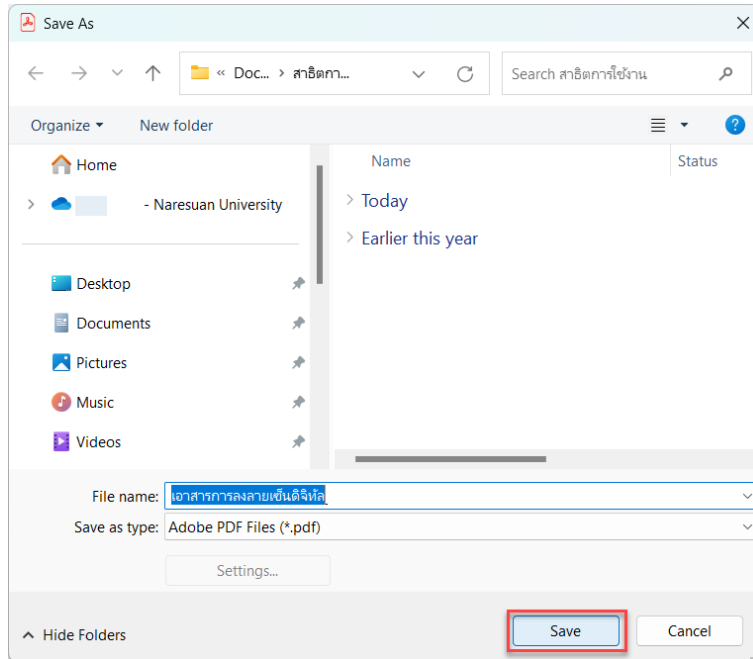 Save As
« Doc... › สาธิตกา...
Search สาธิตการใช้งาน
Organize
New folder
?
Home
- Naresuan University
Desktop
Documents
Pictures
Music
Videos
Name
Status
Today
Earlier this year
File name: เอาสารการลงลายเซ็นดิจิทัล
Save as type: Adobe PDF Files (*.pdf)
Settings...
Hide Folders
Save
Cancel